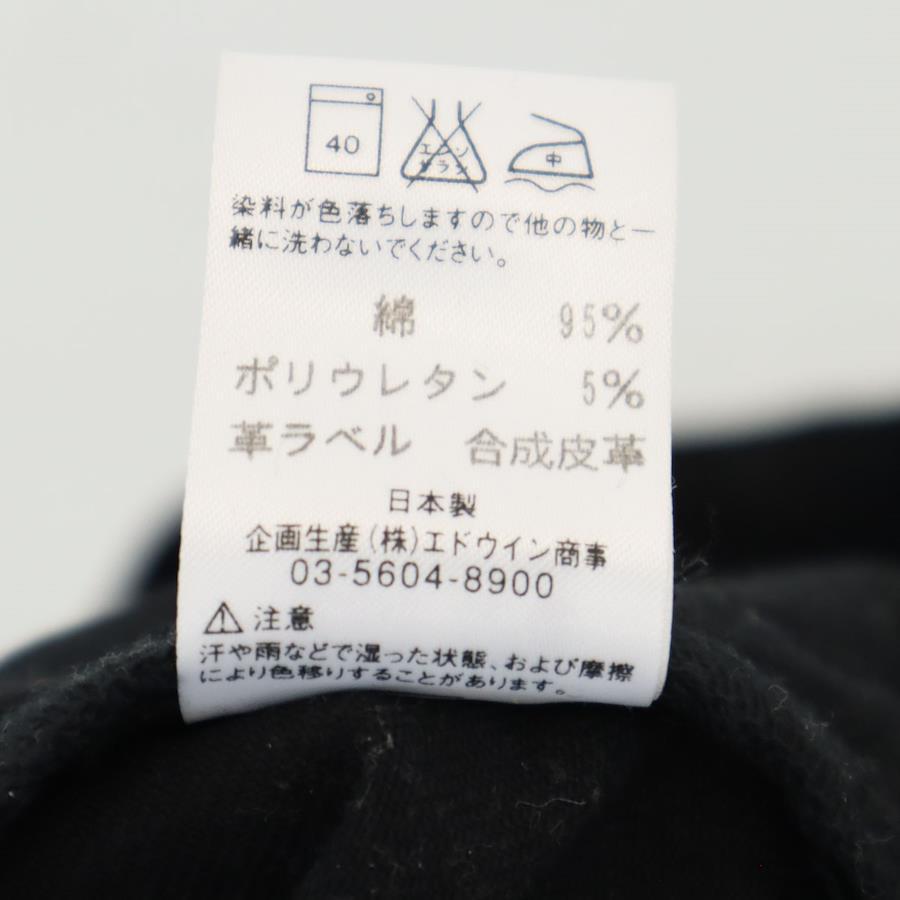 40
エンソ
サラシ
中
染料が色落ちしますので他の物と一
緒に洗わないでください。
綿 95%
ポリウレタン 5%
革ラベル 合成皮革
日本製
企画生産(株)エドウイン商事
03-5604-8900
注意
汗や雨などで湿った状態、および摩擦
により色移りすることがあります。